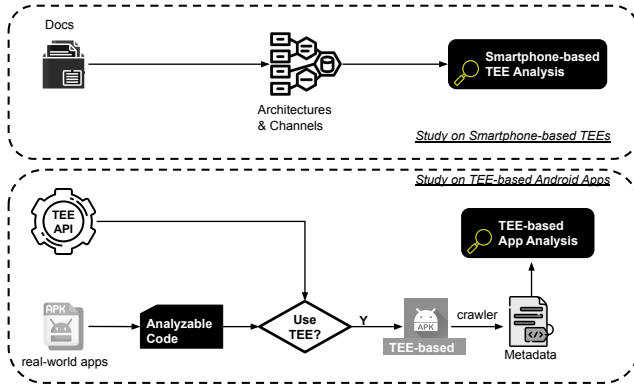 Docs
Architectures
& Channels
Smartphone-based
TEE Analysis
Study on Smartphone-based TEEs
Study on TEE-based Android Apps
TEE
API
TEE-based
App Analysis
APK
real-world apps
Analyzable
Code
Use
TEE?
Y
APK
TEE-based
crawler
</>
Metadata